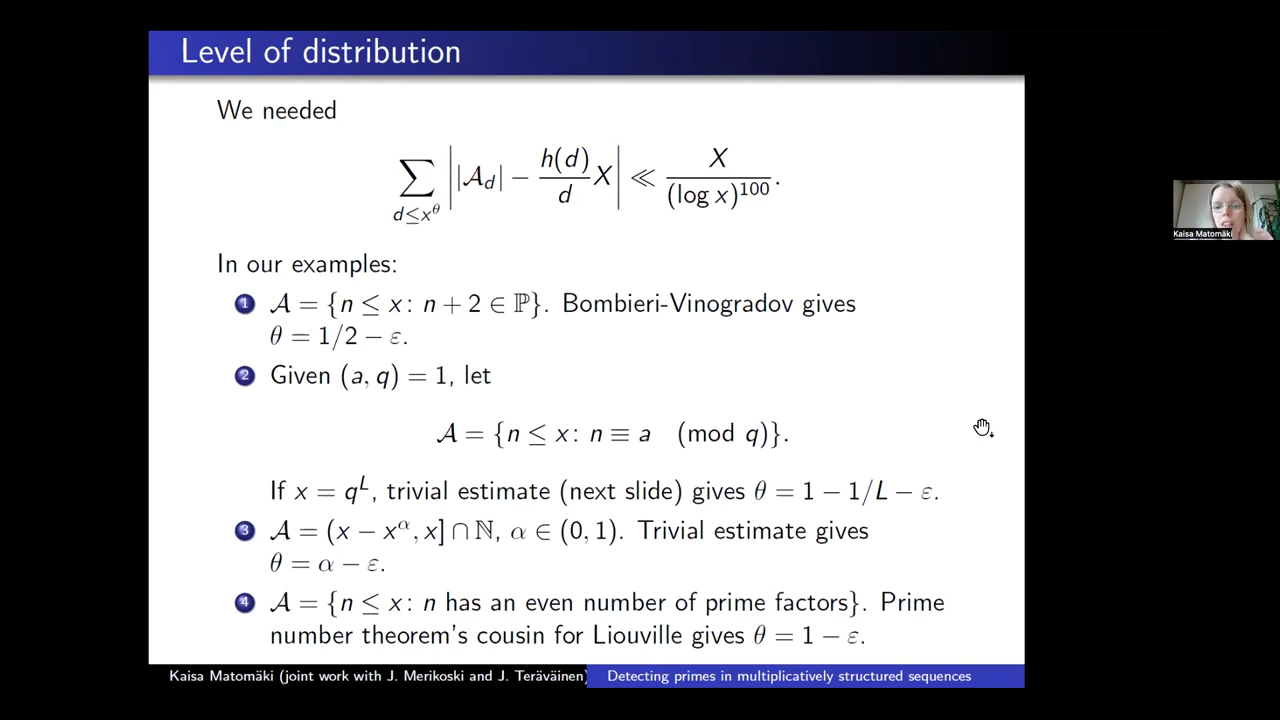 Level of distribution
We needed
∑_{d≤x^θ} | |𝒜_d| − h(d)/d X | ≪ X/(log x)^{100}.
In our examples:
1 𝒜 = {n ≤ x: n + 2 ∈ ℙ}. Bombieri-Vinogradov gives
θ = 1/2 − ε.
2 Given (a, q) = 1, let
𝒜 = {n ≤ x: n ≡ a (mod q)}.
If x = q^L, trivial estimate (next slide) gives θ = 1 − 1/L − ε.
3 𝒜 = (x − x^α, x] ∩ ℕ, α ∈ (0, 1). Trivial estimate gives
θ = α − ε.
4 𝒜 = {n ≤ x: n has an even number of prime factors}. Prime
number theorem's cousin for Liouville gives θ = 1 − ε.
Kaisa Matomäki (joint work with J. Merikoski and J. Teräväinen)
Detecting primes in multiplicatively structured sequences
Kaisa Matomäki